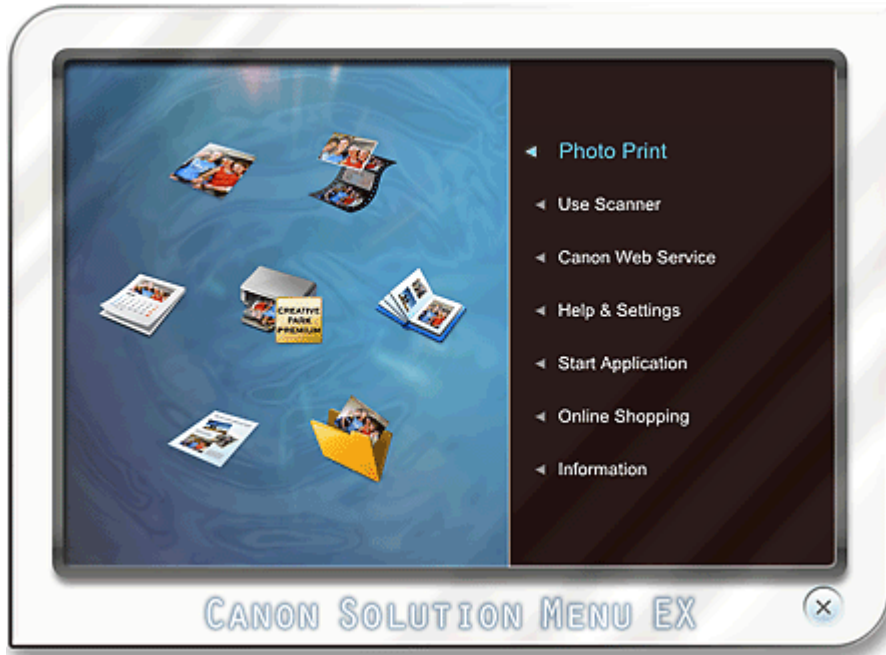 Photo Print
Use Scanner
Canon Web Service
Help & Settings
Start Application
Online Shopping
Information
CREATIVE
PARK
PREMIUM
CANON SOLUTION MENU EX